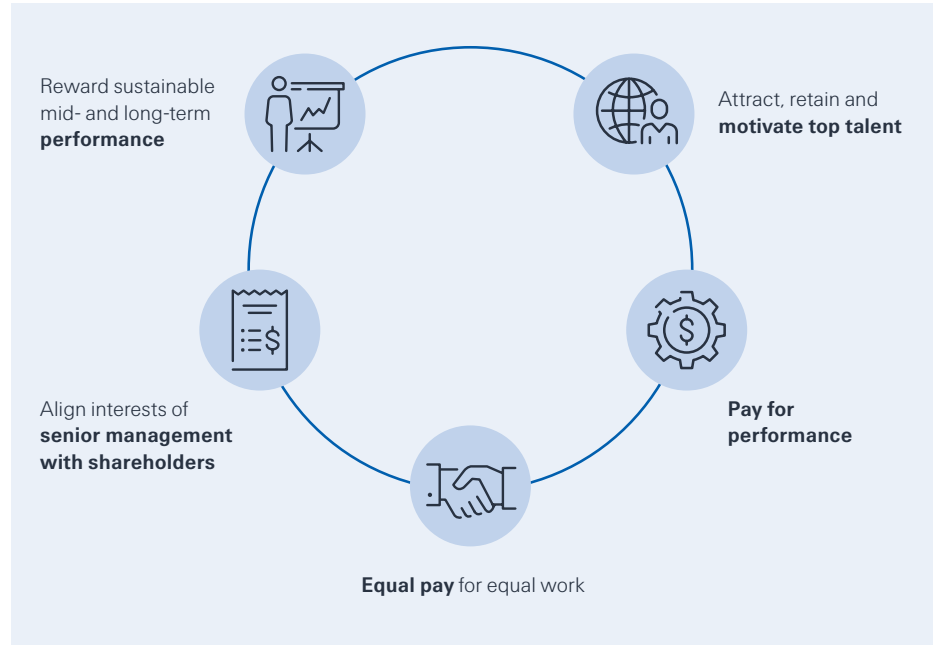 Reward sustainable
mid- and long-term
performance
Attract, retain and
motivate top talent
$
$
Align interests of
senior management
with shareholders
Pay for
performance
Equal pay for equal work